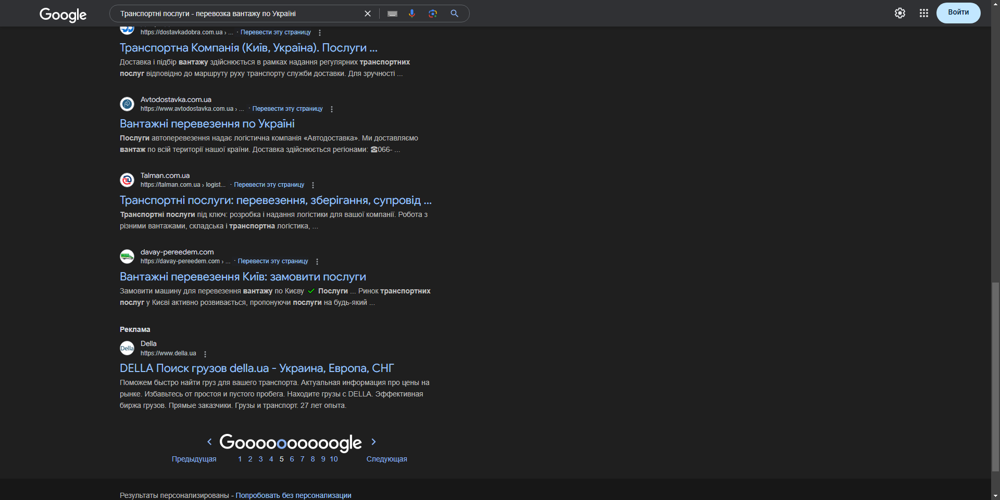 Google
Транспортні послуги - перевозка вантажу по Україні
Войти
https://dostavkadobra.com.ua › ... · Перевести эту страницу
Транспортна Компанія (Київ, Україна). Послуги ...
Доставка і підбір вантажу здійснюється в рамках надання регулярних транспортних
послуг відповідно до маршруту руху транспорту служби доставки. Для зручності ...
Avtodostavka.com.ua
https://www.avtodostavka.com.ua › ... · Перевести эту страницу
Вантажні перевезення по Україні
Послуги автоперевезення надає логістична компанія «Автодоставка». Ми доставляємо
вантаж по всій території нашої країни. Доставка здійснюється регіонами: ☎066- ...
Talman.com.ua
https://talman.com.ua › logist... · Перевести эту страницу
Транспортні послуги: перевезення, зберігання, супровід ...
Транспортні послуги під ключ: розробка і надання логістики для вашої компанії. Робота з
різними вантажами, складська і транспортна логістика, ...
davay-pereedem.com
https://davay-pereedem.com › ... · Перевести эту страницу
Вантажні перевезення Київ: замовити послуги
Замовити машину для перевезення вантажу по Києву ✔ Послуги ... Ринок транспортних
послуг у Києві активно розвивається, пропонуючи послуги на будь-який ...
Реклама
Della
Della
https://www.della.ua
DELLA Поиск грузов della.ua - Украина, Европа, СНГ
Поможем быстро найти груз для вашего транспорта. Актуальная информация про цены на
рынке. Избавьтесь от простоя и пустого пробега. Находите грузы с DELLA. Эффективная
биржа грузов. Прямые заказчики. Грузы и транспорт. 27 лет опыта.
Goooooooooogle
Предыдущая 1 2 3 4 5 6 7 8 9 10 Следующая
Результаты персонализированы - Попробовать без персонализации